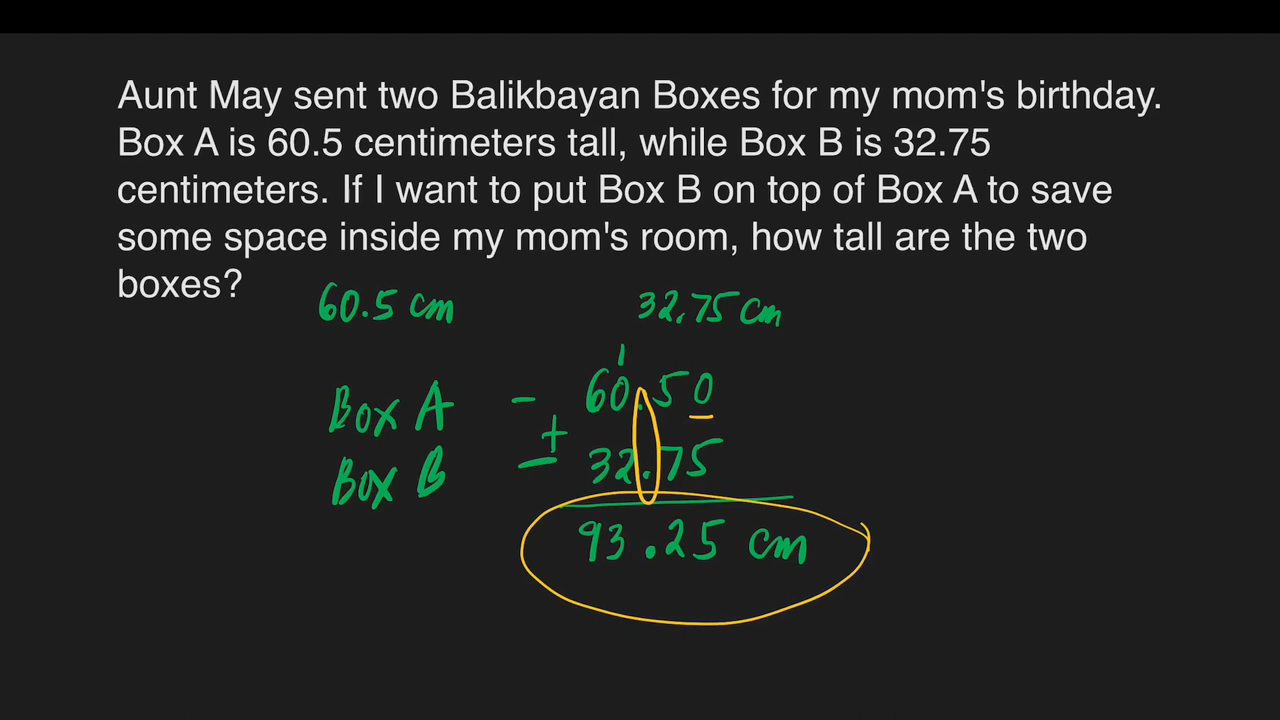 Aunt May sent two Balikbayan Boxes for my mom's birthday.
Box A is 60.5 centimeters tall, while Box B is 32.75
centimeters. If I want to put Box B on top of Box A to save
some space inside my mom's room, how tall are the two
boxes?
60.5 cm 32.75 cm
1
Box A - 60.50
+
Box B - 32.75
93.25 cm